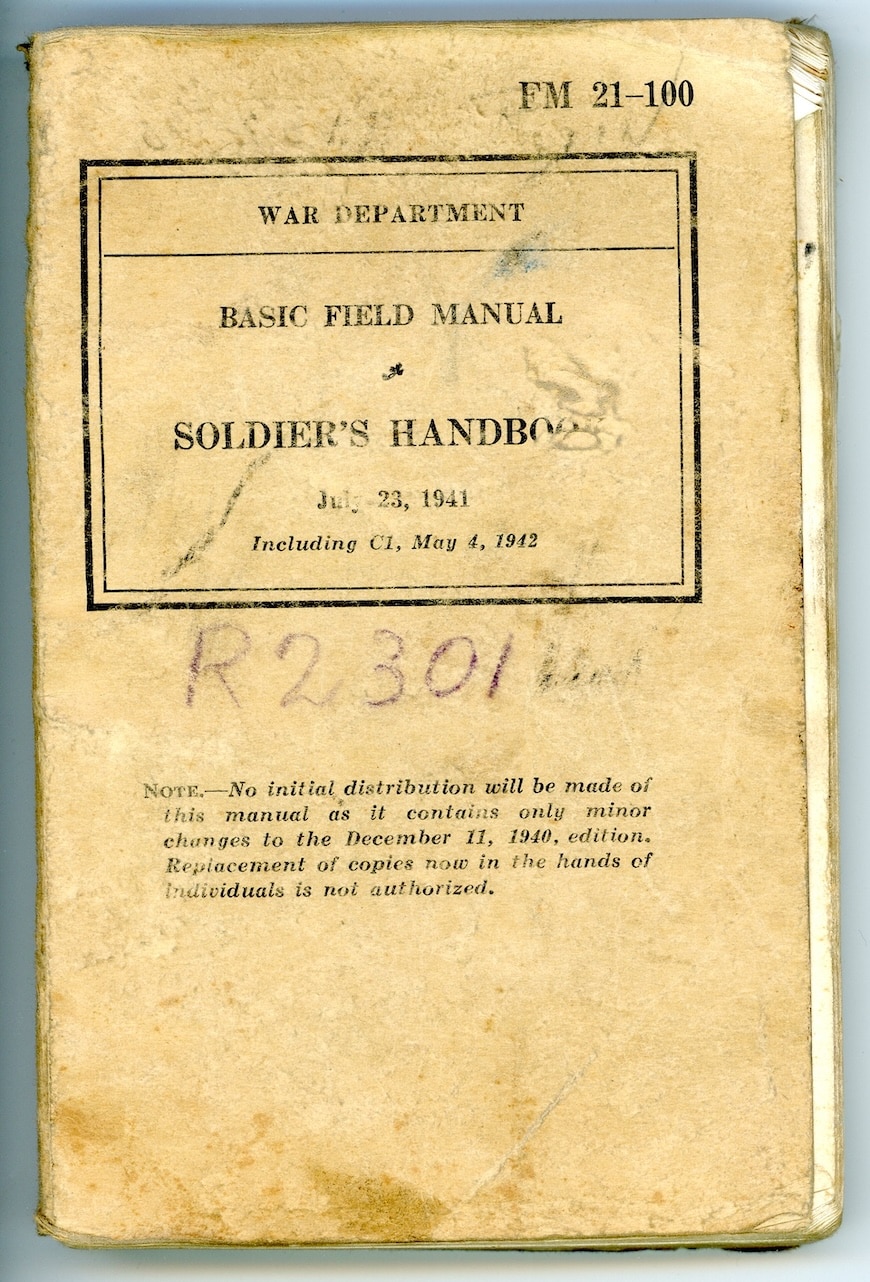 FM 21–100
WAR DEPARTMENT
BASIC FIELD MANUAL
SOLDIER'S HANDBOOK
July 23, 1941
Including C1, May 4, 1942
R2301
NOTE.—No initial distribution will be made of
this manual as it contains only minor
changes to the December 11, 1940, edition.
Replacement of copies now in the hands of
individuals is not authorized.